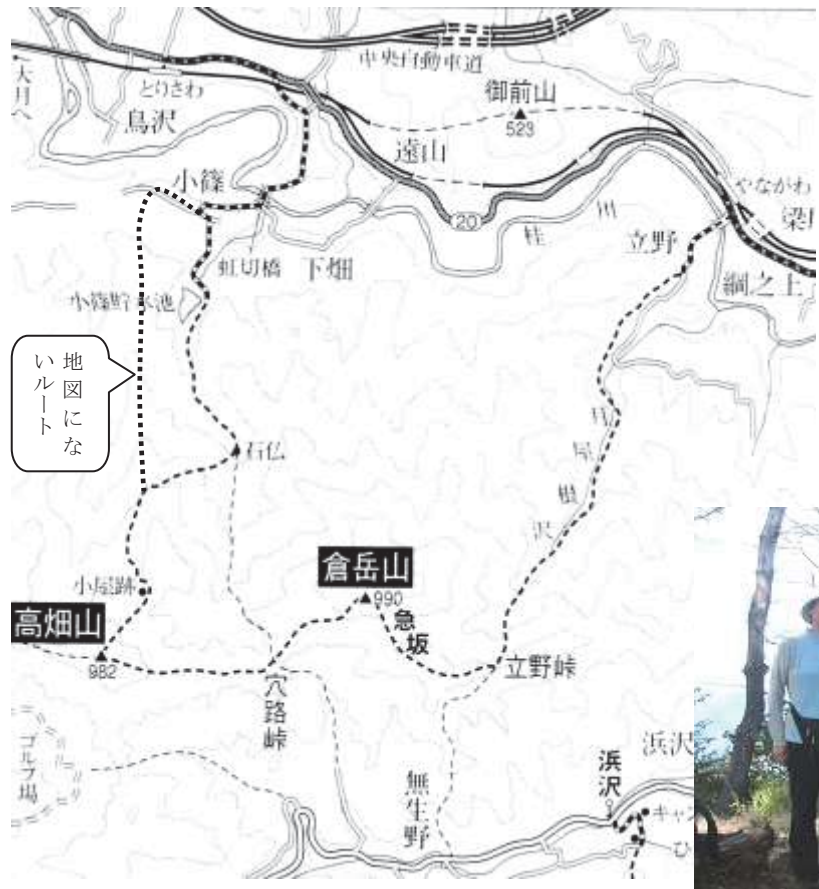 中央自動車道
←大月へ
とりさわ
鳥沢
御前山
523
遠山
やながわ
小篠
20
桂川
立野
虹切橋
下畑
綱之上
小篠貯水池
地図にな
いルート
石仏
倉岳山
990
急坂
小屋跡
高畑山
982
立野峠
穴路峠
ゴルフ場
無生野
浜沢
浜沢